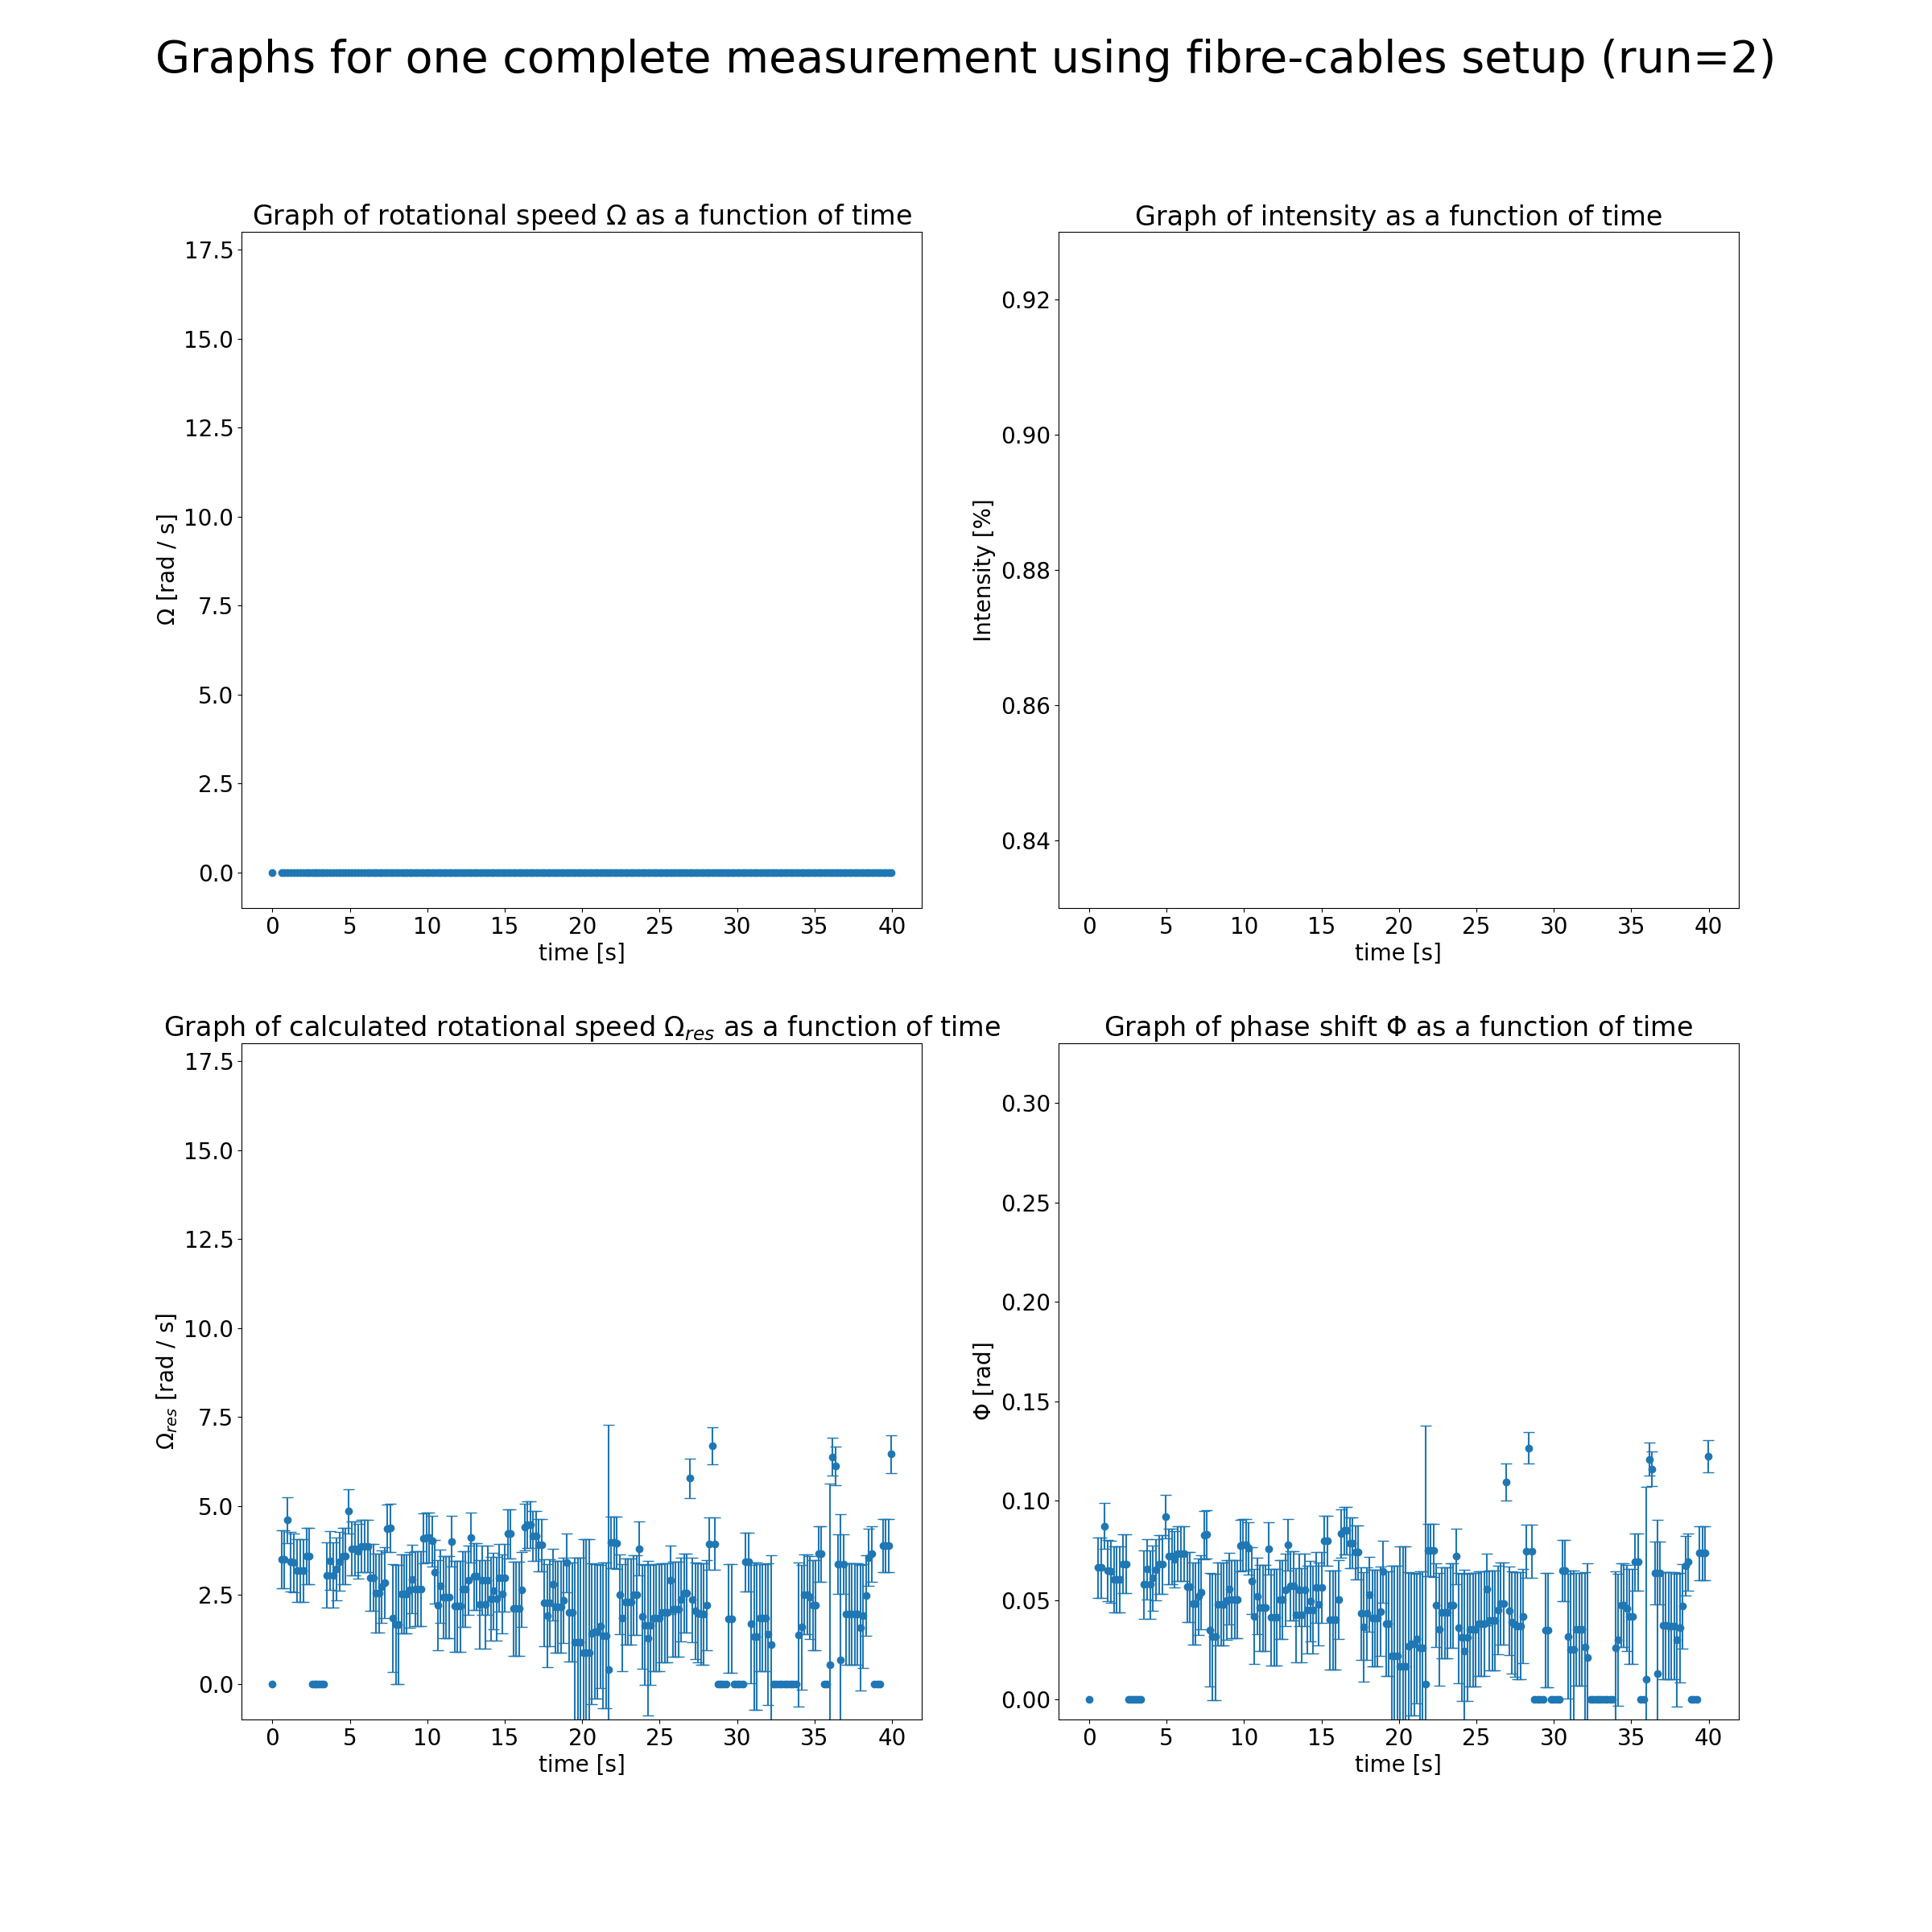 Graphs for one complete measurement using fibre-cables setup (run=2)
Graph of rotational speed Ω as a function of time
17.5
15.0
12.5
10.0
7.5
5.0
2.5
0.0
Ω [rad / s]
0 5 10 15 20 25 30 35 40
time [s]
Graph of intensity as a function of time
0.92
0.90
0.88
0.86
0.84
Intensity [%]
0 5 10 15 20 25 30 35 40
time [s]
Graph of calculated rotational speed Ω_res as a function of time
17.5
15.0
12.5
10.0
7.5
5.0
2.5
0.0
Ω_res [rad / s]
0 5 10 15 20 25 30 35 40
time [s]
Graph of phase shift Φ as a function of time
0.30
0.25
0.20
0.15
0.10
0.05
0.00
Φ [rad]
0 5 10 15 20 25 30 35 40
time [s]